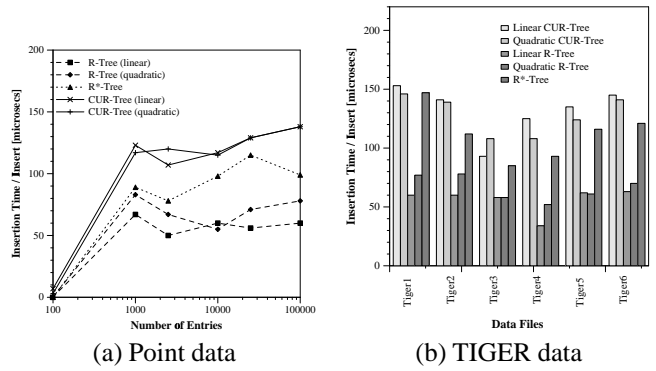 200
150
100
50
0
Insertion Time / Insert [microsecs]
R-Tree (linear)
R-Tree (quadratic)
R*-Tree
CUR-Tree (linear)
CUR-Tree (quadratic)
100
1000
10000
100000
Number of Entries
(a) Point data
200
150
100
50
0
Insertion Time / Insert [microsecs]
Linear CUR-Tree
Quadratic CUR-Tree
Linear R-Tree
Quadratic R-Tree
R*-Tree
Tiger1
Tiger2
Tiger3
Tiger4
Tiger5
Tiger6
Data Files
(b) TIGER data